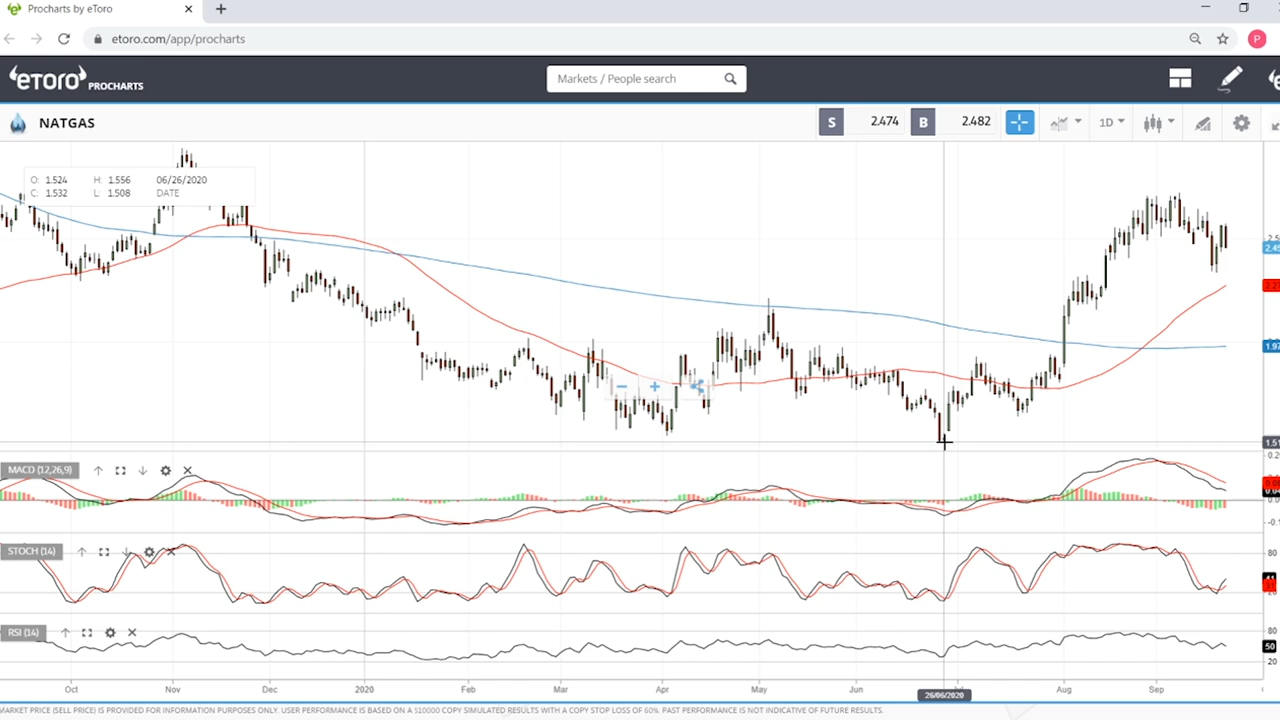 Procharts by eToro
etoro.com/app/procharts
P
eTORO PROCHARTS
Markets / People search
NATGAS
S 2.474 B 2.482
1D
O: 1.524 H: 1.556 06/26/2020
C: 1.532 L: 1.508 DATE
MACD (12,26,9)
STOCH (14)
80
RSI (14)
80
50
20
Oct Nov Dec 2020 Feb Mar Apr May Jun Aug Sep
26/06/2020
MARKET PRICE (SELL PRICE) IS PROVIDED FOR INFORMATION PURPOSES ONLY. USER PERFORMANCE IS BASED ON A $10000 COPY SIMULATED RESULTS WITH A COPY STOP LOSS OF 60%. PAST PERFORMANCE IS NOT INDICATIVE OF FUTURE RESULTS.